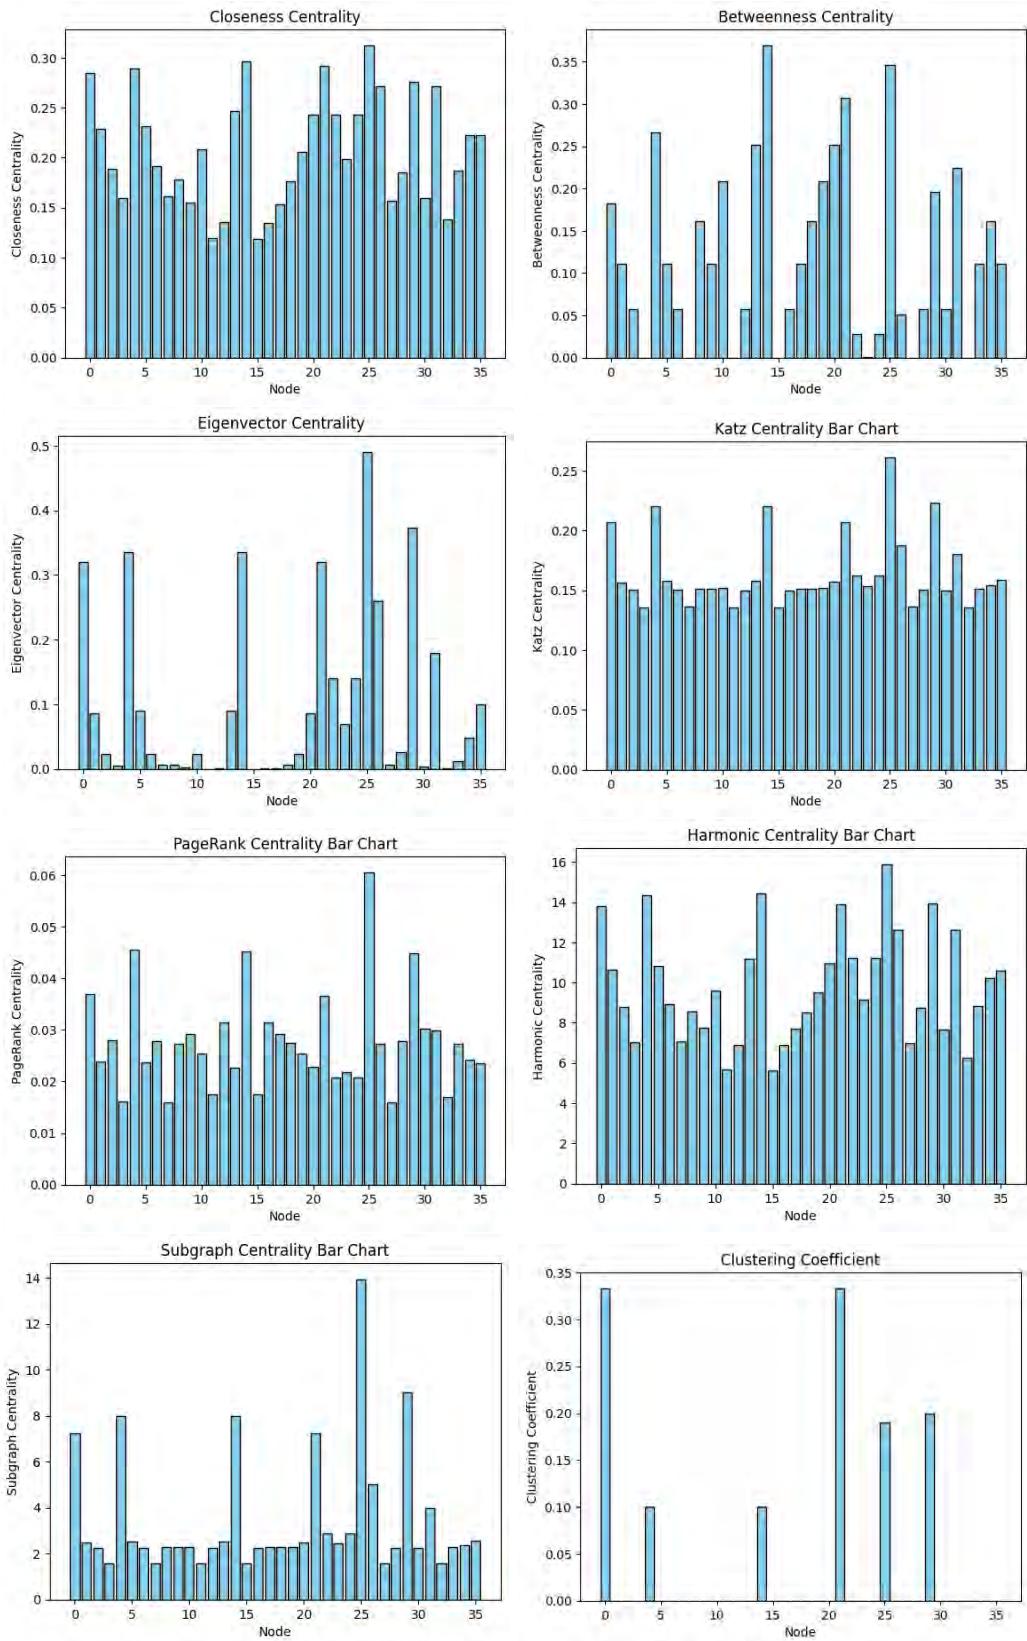 Closeness Centrality
Closeness Centrality
0.30
0.25
0.20
0.15
0.10
0.05
0.00
0 5 10 15 20 25 30 35
Node
Betweenness Centrality
Betweenness Centrality
0.35
0.30
0.25
0.20
0.15
0.10
0.05
0.00
0 5 10 15 20 25 30 35
Node
Eigenvector Centrality
Eigenvector Centrality
0.5
0.4
0.3
0.2
0.1
0.0
0 5 10 15 20 25 30 35
Node
Katz Centrality Bar Chart
Katz Centrality
0.25
0.20
0.15
0.10
0.05
0.00
0 5 10 15 20 25 30 35
Node
PageRank Centrality Bar Chart
PageRank Centrality
0.06
0.05
0.04
0.03
0.02
0.01
0.00
0 5 10 15 20 25 30 35
Node
Harmonic Centrality Bar Chart
Harmonic Centrality
16
14
12
10
8
6
4
2
0
0 5 10 15 20 25 30 35
Node
Subgraph Centrality Bar Chart
Subgraph Centrality
14
12
10
8
6
4
2
0
0 5 10 15 20 25 30 35
Node
Clustering Coefficient
Clustering Coefficient
0.35
0.30
0.25
0.20
0.15
0.10
0.05
0.00
0 5 10 15 20 25 30 35
Node